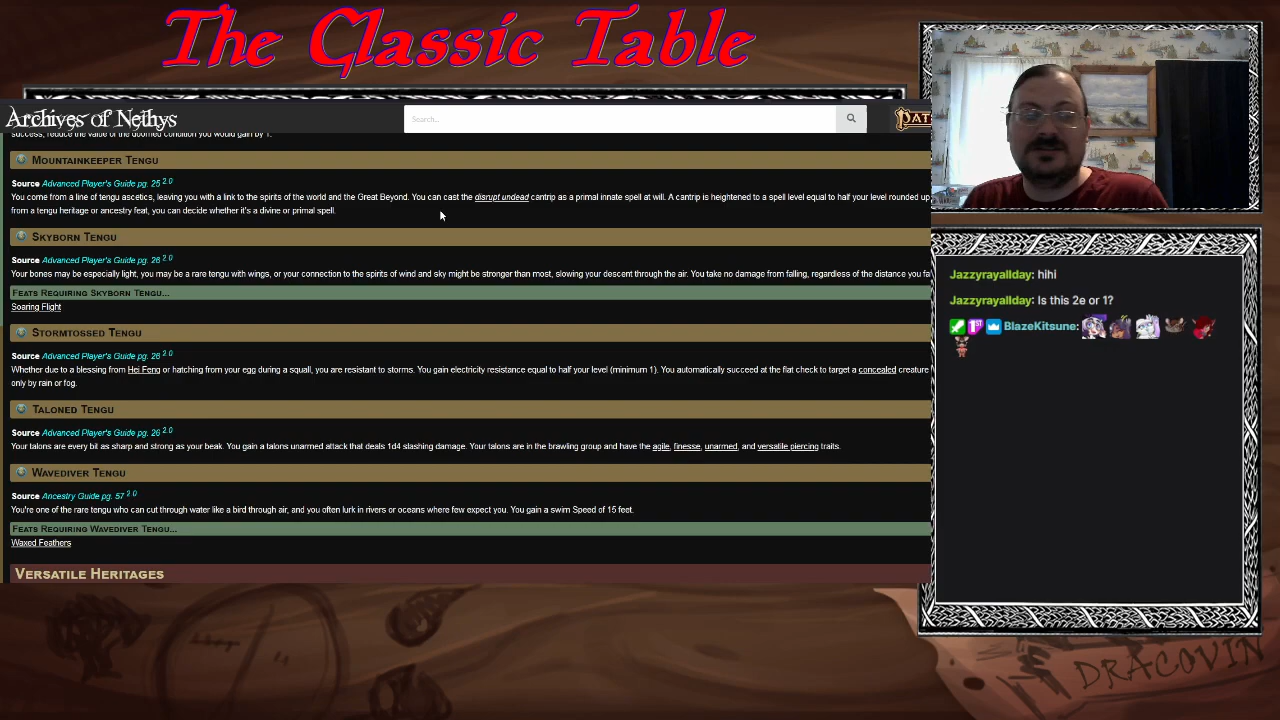 The Classic Table
Archives of Nethys
Search...
success, reduce the value of the doomed condition you would gain by 1.
Mountainkeeper Tengu
Source Advanced Player's Guide pg. 25 2.0
You come from a line of tengu ascetics, leaving you with a link to the spirits of the world and the Great Beyond. You can cast the disrupt undead cantrip as a primal innate spell at will. A cantrip is heightened to a spell level equal to half your level rounded up
from a tengu heritage or ancestry feat, you can decide whether it's a divine or primal spell.
Skyborn Tengu
Source Advanced Player's Guide pg. 26 2.0
Your bones may be especially light, you may be a rare tengu with wings, or your connection to the spirits of wind and sky might be stronger than most, slowing your descent through the air. You take no damage from falling, regardless of the distance you fa
Feats Requiring Skyborn Tengu...
Soaring Flight
Stormtossed Tengu
Source Advanced Player's Guide pg. 26 2.0
Whether due to a blessing from Hei Feng or hatching from your egg during a squall, you are resistant to storms. You gain electricity resistance equal to half your level (minimum 1). You automatically succeed at the flat check to target a concealed creature
only by rain or fog.
Taloned Tengu
Source Advanced Player's Guide pg. 26 2.0
Your talons are every bit as sharp and strong as your beak. You gain a talons unarmed attack that deals 1d4 slashing damage. Your talons are in the brawling group and have the agile, finesse, unarmed, and versatile piercing traits.
Wavediver Tengu
Source Ancestry Guide pg. 57 2.0
You're one of the rare tengu who can cut through water like a bird through air, and you often lurk in rivers or oceans where few expect you. You gain a swim Speed of 15 feet.
Feats Requiring Wavediver Tengu...
Waxed Feathers
Versatile Heritages
Jazzyrayallday: hihi
Jazzyrayallday: Is this 2e or 1?
1ST BlazeKitsune:
DRACOVIN